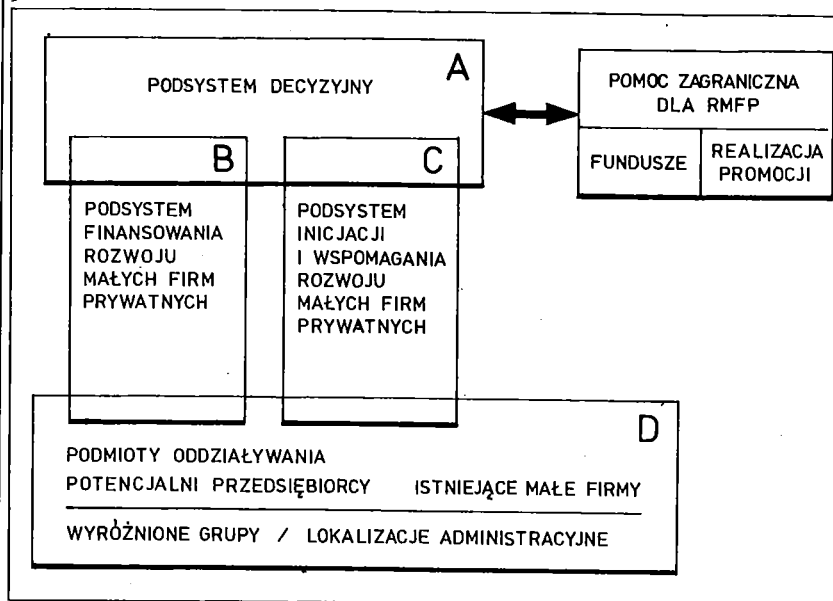 A
PODSYSTEM DECYZYJNY
POMOC ZAGRANICZNA
DLA RMFP
FUNDUSZE
REALIZACJA
PROMOCJI
B
PODSYSTEM
FINANSOWANIA
ROZWOJU
MAŁYCH FIRM
PRYWATNYCH
C
PODSYSTEM
INICJACJI
I WSPOMAGANIA
ROZWOJU
MAŁYCH FIRM
PRYWATNYCH
D
PODMIOTY ODDZIAŁYWANIA
POTENCJALNI PRZEDSIĘBIORCY ISTNIEJĄCE MAŁE FIRMY
WYRÓŻNIONE GRUPY / LOKALIZACJE ADMINISTRACYJNE